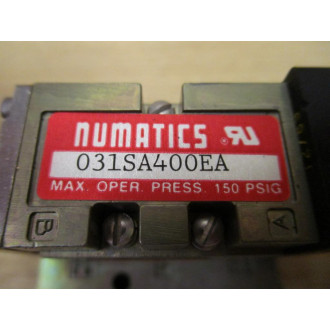 NUMATICS
031SA400EA
MAX. OPER. PRESS. 150 PSIG
B
A